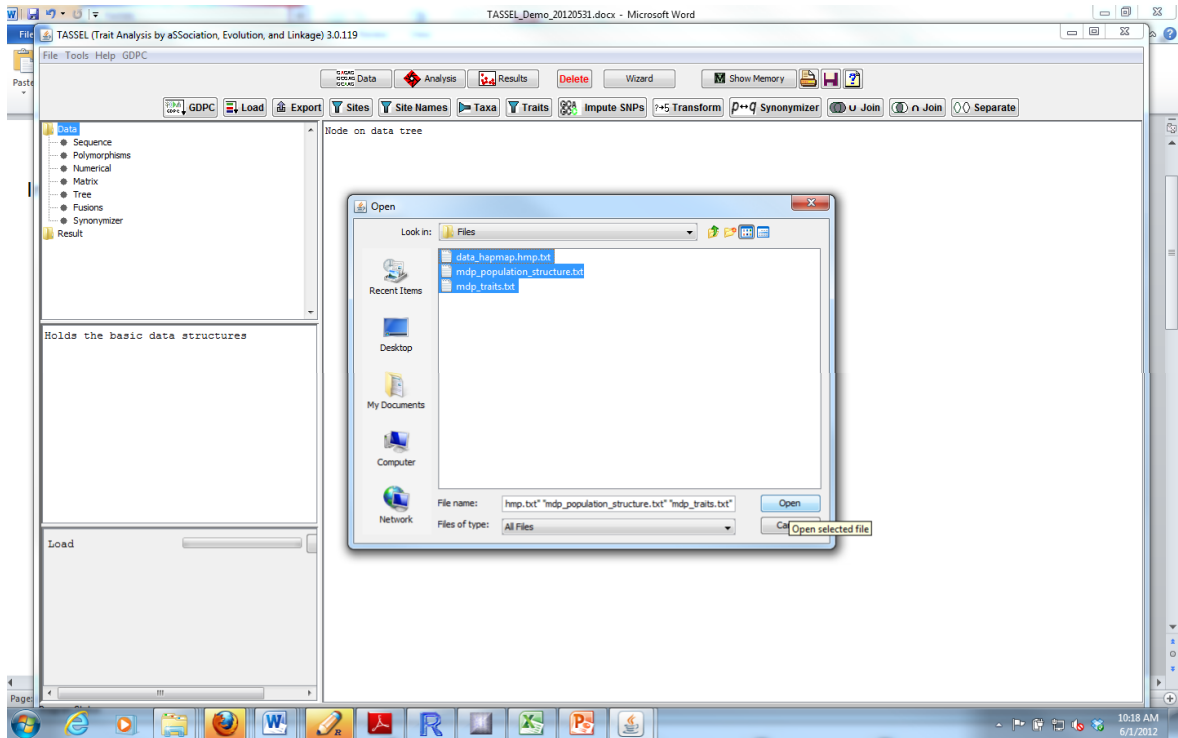 TASSEL_Demo_20120531.docx - Microsoft Word
File
TASSEL (Trait Analysis by aSSociation, Evolution, and Linkage) 3.0.119
File Tools Help GDPC
Paste
Data Analysis Results Delete Wizard Show Memory
GDPC Load Export Sites Site Names Taxa Traits Impute SNPs Transform Synonymizer ∪ Join ∩ Join Separate
Data
Sequence
Polymorphisms
Numerical
Matrix
Tree
Fusions
Synonymizer
Result
Node on data tree
Open
Look in: Files
data_hapmap.hmp.txt
mdp_population_structure.txt
mdp_traits.txt
Recent Items
Desktop
My Documents
Computer
Network
File name: hmp.txt" "mdp_population_structure.txt" "mdp_traits.txt" Open
Files of type: All Files
Open selected file
Holds the basic data structures
Load
Page:
10:18 AM
6/1/2012